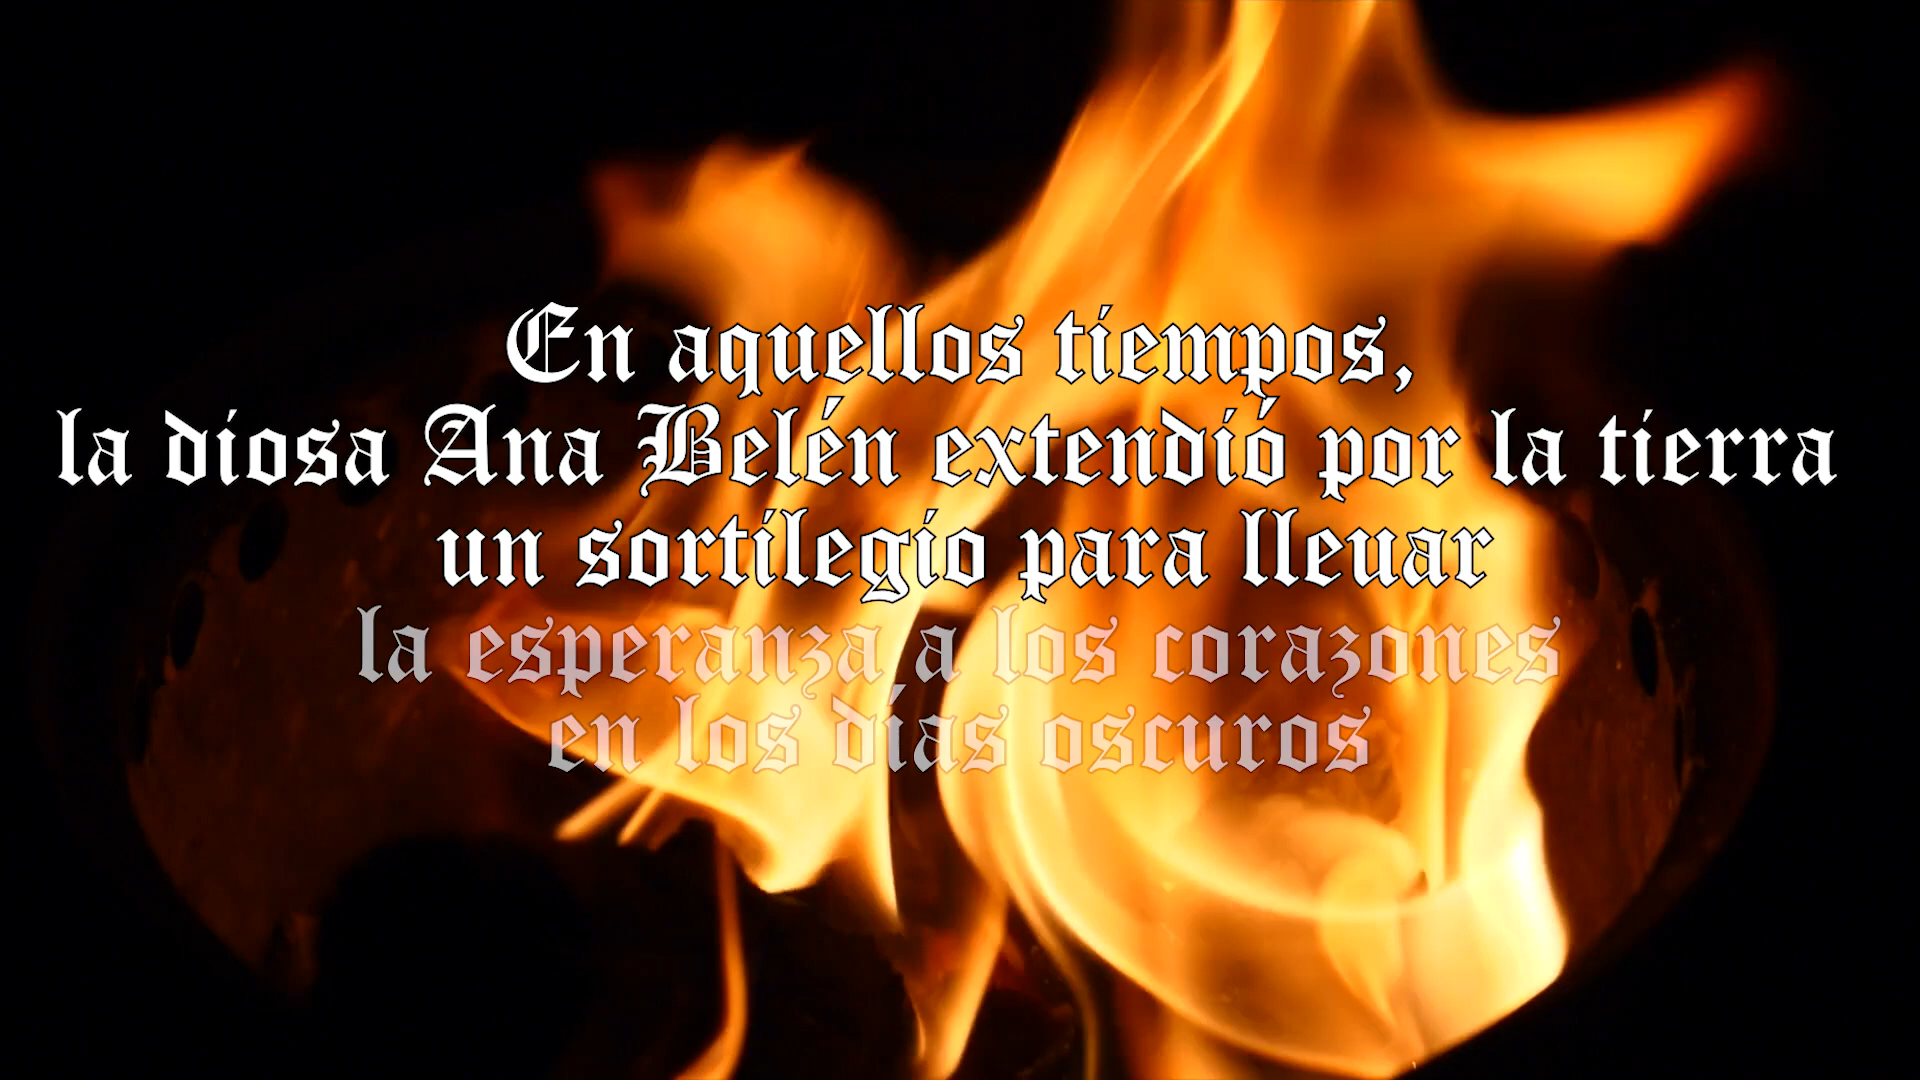 En aquellos tiempos,
la diosa Ana Belén extendió por la tierra
un sortilegio para llevar
la esperanza a los corazones
en los días oscuros